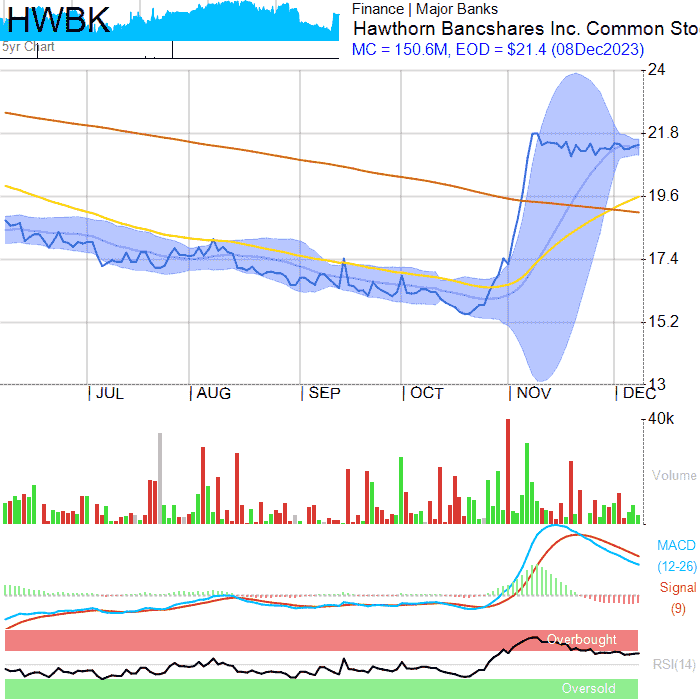 HWBK
5yr Chart
Finance | Major Banks
Hawthorn Bancshares Inc. Common Sto
MC = 150.6M, EOD = $21.4 (08Dec2023)
24
21.8
19.6
17.4
15.2
13
JUL
AUG
SEP
OCT
NOV
DEC
40k
Volume
MACD
(12-26)
Signal
(9)
Overbought
RSI(14)
Oversold